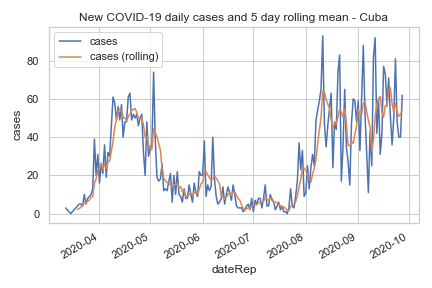 New COVID-19 daily cases and 5 day rolling mean - Cuba
cases
cases (rolling)
80
60
40
20
0
cases
2020-04
2020-05
2020-06
2020-07
2020-08
2020-09
2020-10
dateRep